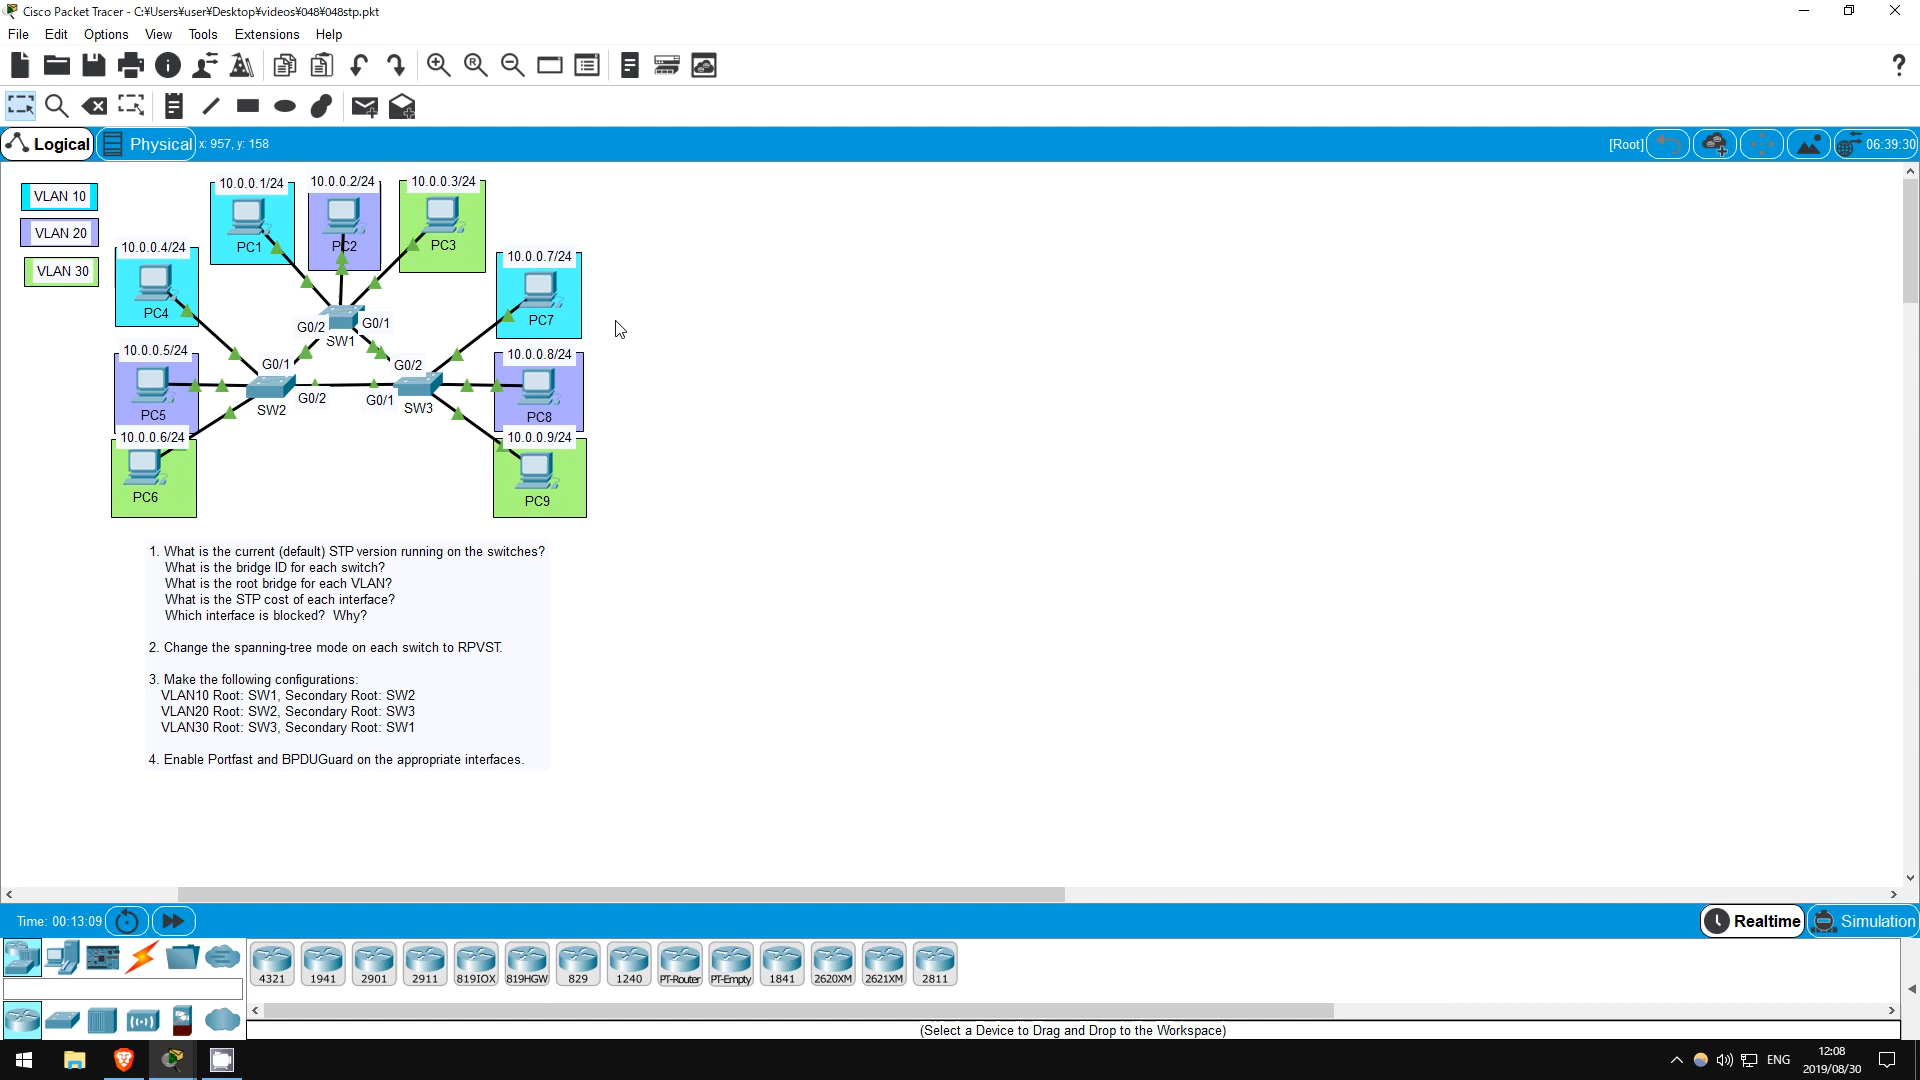 Cisco Packet Tracer - C:¥Users¥user¥Desktop¥videos¥048¥048stp.pkt
File Edit Options View Tools Extensions Help
Logical Physical x: 957, y: 158 [Root] 06:39:30
VLAN 10
VLAN 20
VLAN 30
10.0.0.1/24
PC1
10.0.0.2/24
PC2
10.0.0.3/24
PC3
10.0.0.4/24
PC4
10.0.0.7/24
PC7
G0/2 G0/1
SW1
10.0.0.5/24
PC5
G0/1
G0/2
SW2
G0/2
G0/1
SW3
10.0.0.8/24
PC8
10.0.0.6/24
PC6
10.0.0.9/24
PC9
1. What is the current (default) STP version running on the switches?
What is the bridge ID for each switch?
What is the root bridge for each VLAN?
What is the STP cost of each interface?
Which interface is blocked? Why?
2. Change the spanning-tree mode on each switch to RPVST.
3. Make the following configurations:
VLAN10 Root: SW1, Secondary Root: SW2
VLAN20 Root: SW2, Secondary Root: SW3
VLAN30 Root: SW3, Secondary Root: SW1
4. Enable Portfast and BPDUGuard on the appropriate interfaces.
Time: 00:13:09 Realtime Simulation
4321 1941 2901 2911 819IOX 819HGW 829 1240 PT-Router PT-Empty 1841 2620XM 2621XM 2811
(Select a Device to Drag and Drop to the Workspace)
ENG
12:08
2019/08/30